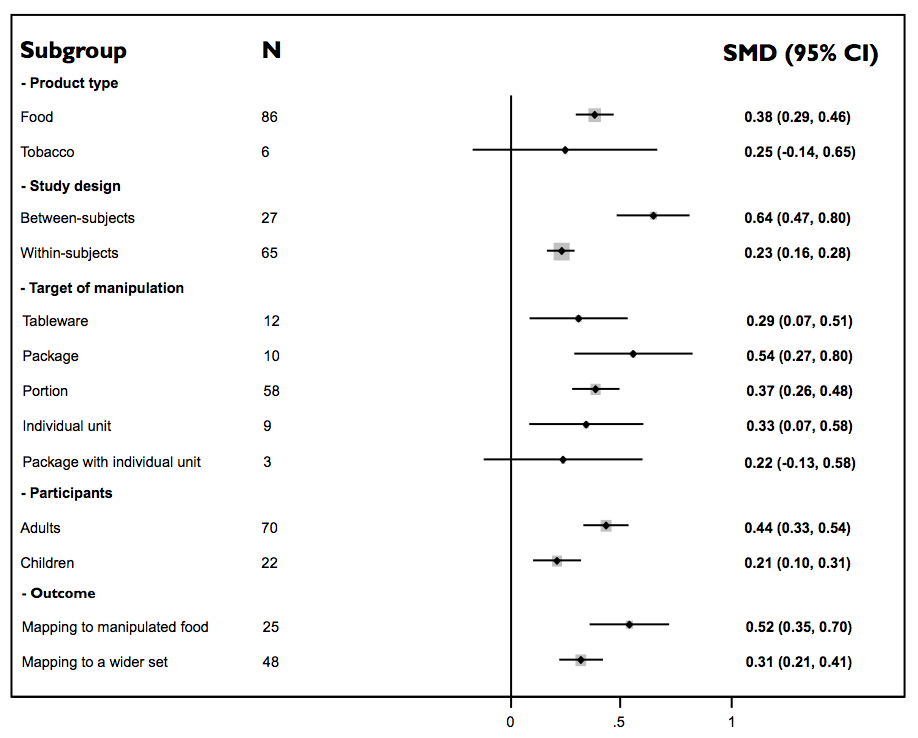 Subgroup N SMD (95% CI)
- Product type
Food 86 0.38 (0.29, 0.46)
Tobacco 6 0.25 (-0.14, 0.65)
- Study design
Between-subjects 27 0.64 (0.47, 0.80)
Within-subjects 65 0.23 (0.16, 0.28)
- Target of manipulation
Tableware 12 0.29 (0.07, 0.51)
Package 10 0.54 (0.27, 0.80)
Portion 58 0.37 (0.26, 0.48)
Individual unit 9 0.33 (0.07, 0.58)
Package with individual unit 3 0.22 (-0.13, 0.58)
- Participants
Adults 70 0.44 (0.33, 0.54)
Children 22 0.21 (0.10, 0.31)
- Outcome
Mapping to manipulated food 25 0.52 (0.35, 0.70)
Mapping to a wider set 48 0.31 (0.21, 0.41)
0 .5 1